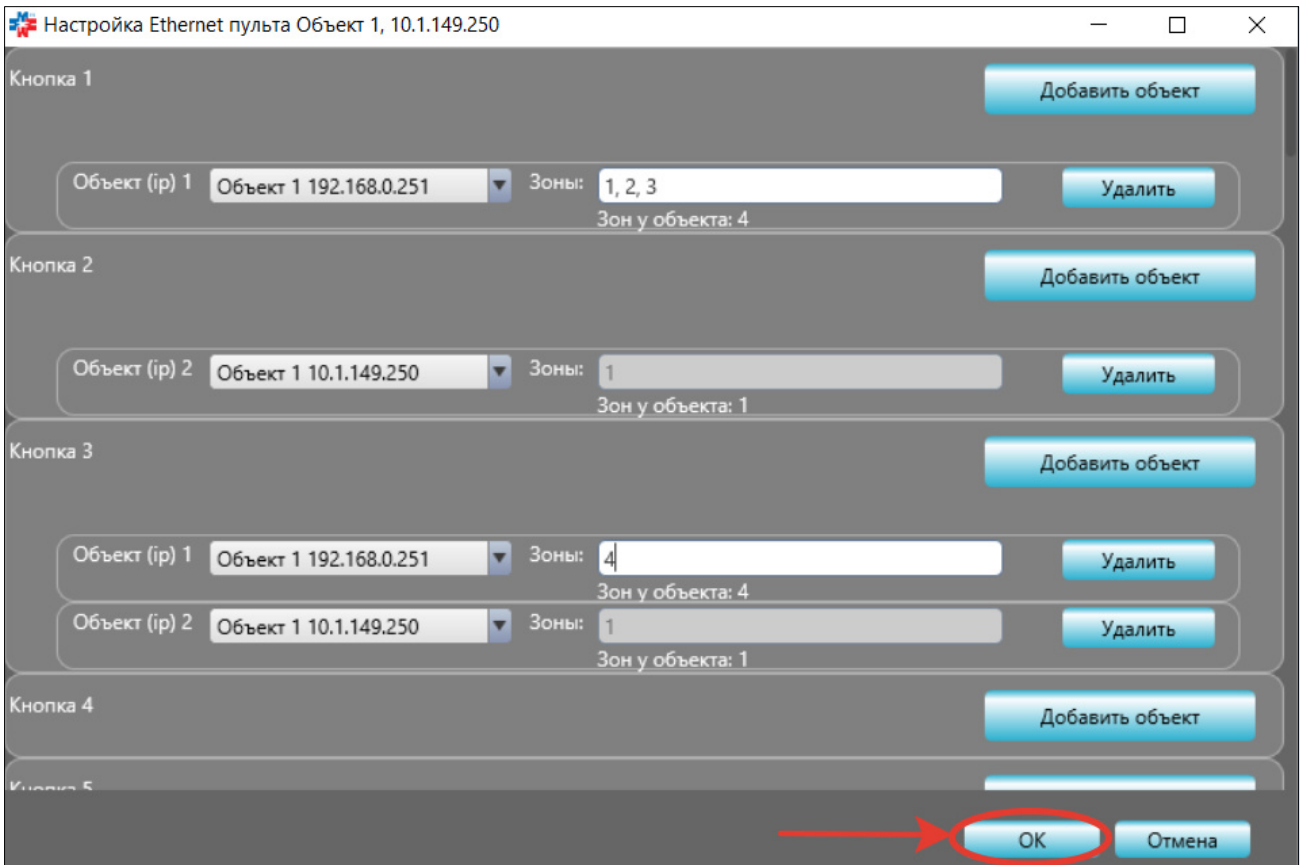 Настройка Ethernet пульта Объект 1, 10.1.149.250
Кнопка 1
Добавить объект
Объект (ip) 1 Объект 1 192.168.0.251 Зоны: 1, 2, 3 Удалить
Зон у объекта: 4
Кнопка 2
Добавить объект
Объект (ip) 2 Объект 1 10.1.149.250 Зоны: 1 Удалить
Зон у объекта: 1
Кнопка 3
Добавить объект
Объект (ip) 1 Объект 1 192.168.0.251 Зоны: 4 Удалить
Зон у объекта: 4
Объект (ip) 2 Объект 1 10.1.149.250 Зоны: 1 Удалить
Зон у объекта: 1
Кнопка 4
Добавить объект
Кнопка 5
OK Отмена